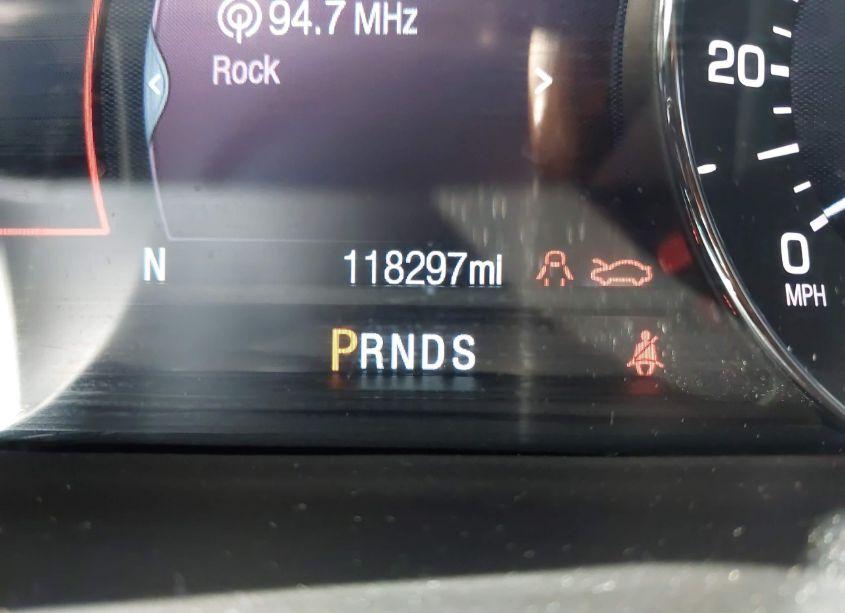 94.7 MHz
Rock
20
0
MPH
N 118297mi
PRNDS